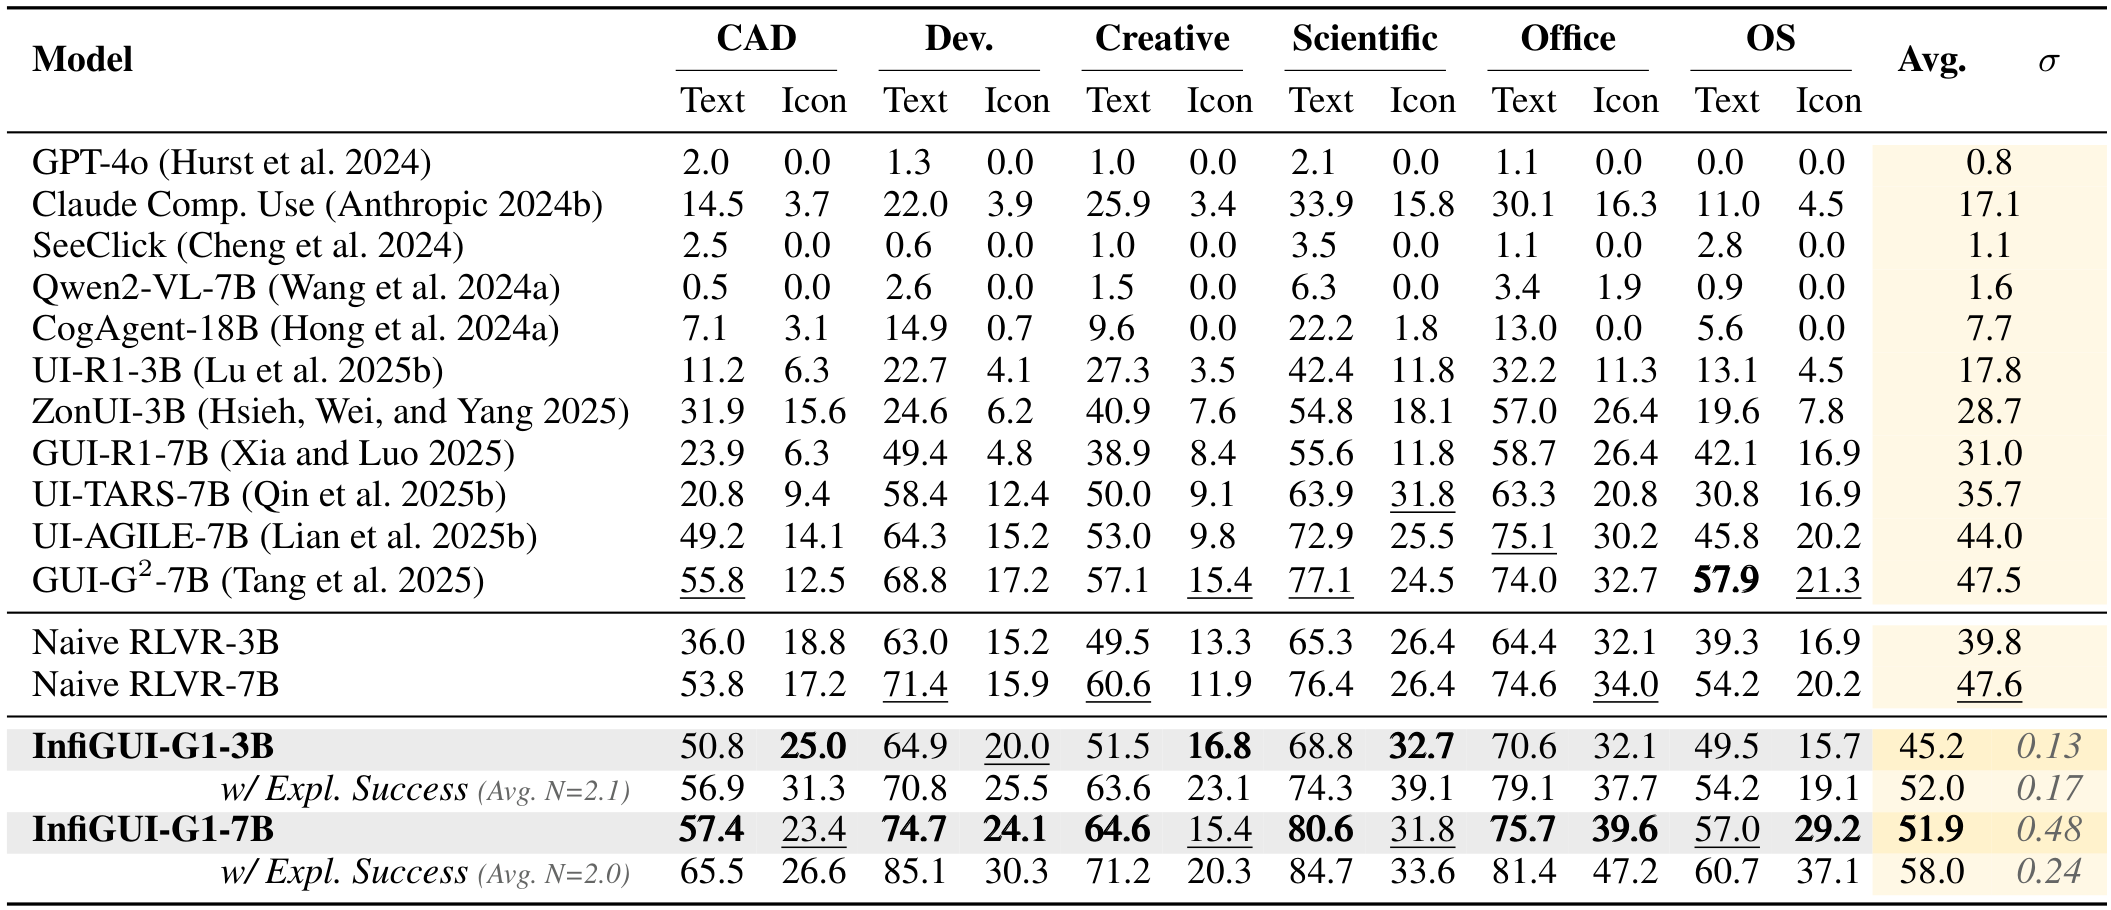 Model CAD Dev. Creative Scientific Office OS Avg. σ
Text Icon Text Icon Text Icon Text Icon Text Icon Text Icon
GPT-4o (Hurst et al. 2024) 2.0 0.0 1.3 0.0 1.0 0.0 2.1 0.0 1.1 0.0 0.0 0.0 0.8
Claude Comp. Use (Anthropic 2024b) 14.5 3.7 22.0 3.9 25.9 3.4 33.9 15.8 30.1 16.3 11.0 4.5 17.1
SeeClick (Cheng et al. 2024) 2.5 0.0 0.6 0.0 1.0 0.0 3.5 0.0 1.1 0.0 2.8 0.0 1.1
Qwen2-VL-7B (Wang et al. 2024a) 0.5 0.0 2.6 0.0 1.5 0.0 6.3 0.0 3.4 1.9 0.9 0.0 1.6
CogAgent-18B (Hong et al. 2024a) 7.1 3.1 14.9 0.7 9.6 0.0 22.2 1.8 13.0 0.0 5.6 0.0 7.7
UI-R1-3B (Lu et al. 2025b) 11.2 6.3 22.7 4.1 27.3 3.5 42.4 11.8 32.2 11.3 13.1 4.5 17.8
ZonUI-3B (Hsieh, Wei, and Yang 2025) 31.9 15.6 24.6 6.2 40.9 7.6 54.8 18.1 57.0 26.4 19.6 7.8 28.7
GUI-R1-7B (Xia and Luo 2025) 23.9 6.3 49.4 4.8 38.9 8.4 55.6 11.8 58.7 26.4 42.1 16.9 31.0
UI-TARS-7B (Qin et al. 2025b) 20.8 9.4 58.4 12.4 50.0 9.1 63.9 31.8 63.3 20.8 30.8 16.9 35.7
UI-AGILE-7B (Lian et al. 2025b) 49.2 14.1 64.3 15.2 53.0 9.8 72.9 25.5 75.1 30.2 45.8 20.2 44.0
GUI-G²-7B (Tang et al. 2025) 55.8 12.5 68.8 17.2 57.1 15.4 77.1 24.5 74.0 32.7 57.9 21.3 47.5
Naive RLVR-3B 36.0 18.8 63.0 15.2 49.5 13.3 65.3 26.4 64.4 32.1 39.3 16.9 39.8
Naive RLVR-7B 53.8 17.2 71.4 15.9 60.6 11.9 76.4 26.4 74.6 34.0 54.2 20.2 47.6
InfiGUI-G1-3B 50.8 25.0 64.9 20.0 51.5 16.8 68.8 32.7 70.6 32.1 49.5 15.7 45.2 0.13
w/ Expl. Success (Avg. N=2.1) 56.9 31.3 70.8 25.5 63.6 23.1 74.3 39.1 79.1 37.7 54.2 19.1 52.0 0.17
InfiGUI-G1-7B 57.4 23.4 74.7 24.1 64.6 15.4 80.6 31.8 75.7 39.6 57.0 29.2 51.9 0.48
w/ Expl. Success (Avg. N=2.0) 65.5 26.6 85.1 30.3 71.2 20.3 84.7 33.6 81.4 47.2 60.7 37.1 58.0 0.24